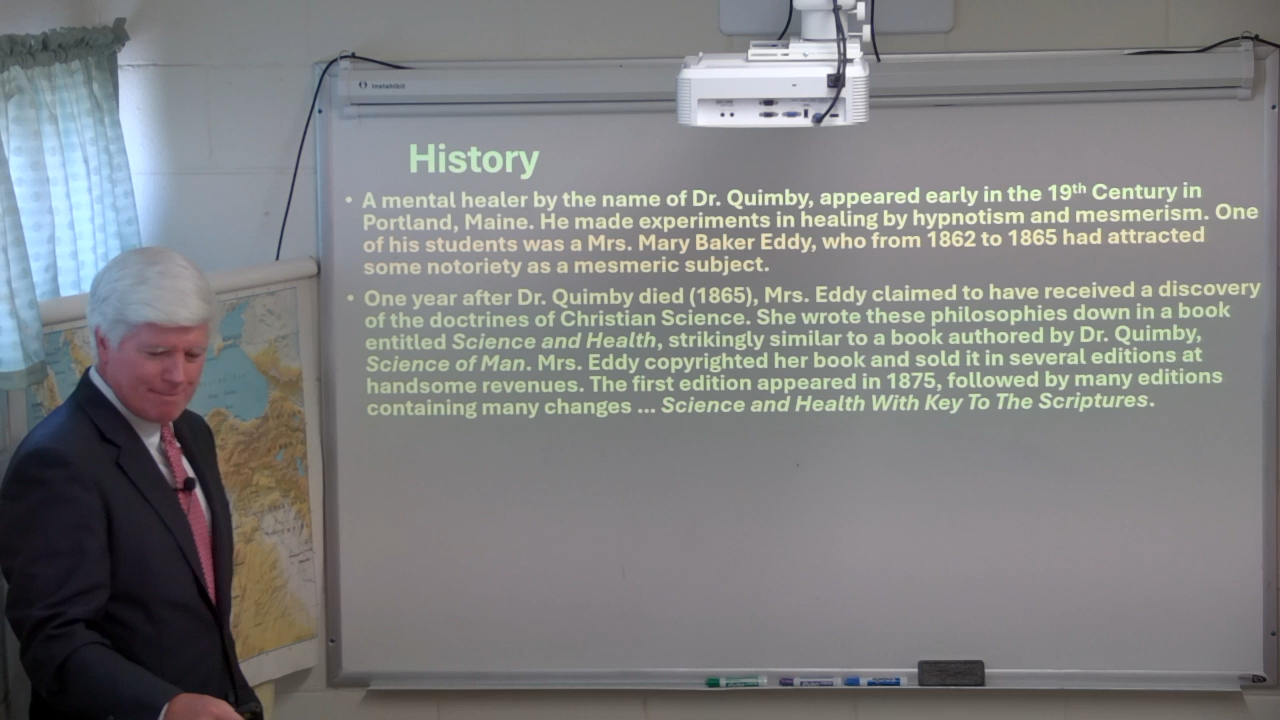 Instahibit
History
• A mental healer by the name of Dr. Quimby, appeared early in the 19th Century in
Portland, Maine. He made experiments in healing by hypnotism and mesmerism. One
of his students was a Mrs. Mary Baker Eddy, who from 1862 to 1865 had attracted
some notoriety as a mesmeric subject.
• One year after Dr. Quimby died (1865), Mrs. Eddy claimed to have received a discovery
of the doctrines of Christian Science. She wrote these philosophies down in a book
entitled Science and Health, strikingly similar to a book authored by Dr. Quimby,
Science of Man. Mrs. Eddy copyrighted her book and sold it in several editions at
handsome revenues. The first edition appeared in 1875, followed by many editions
containing many changes ... Science and Health With Key To The Scriptures.